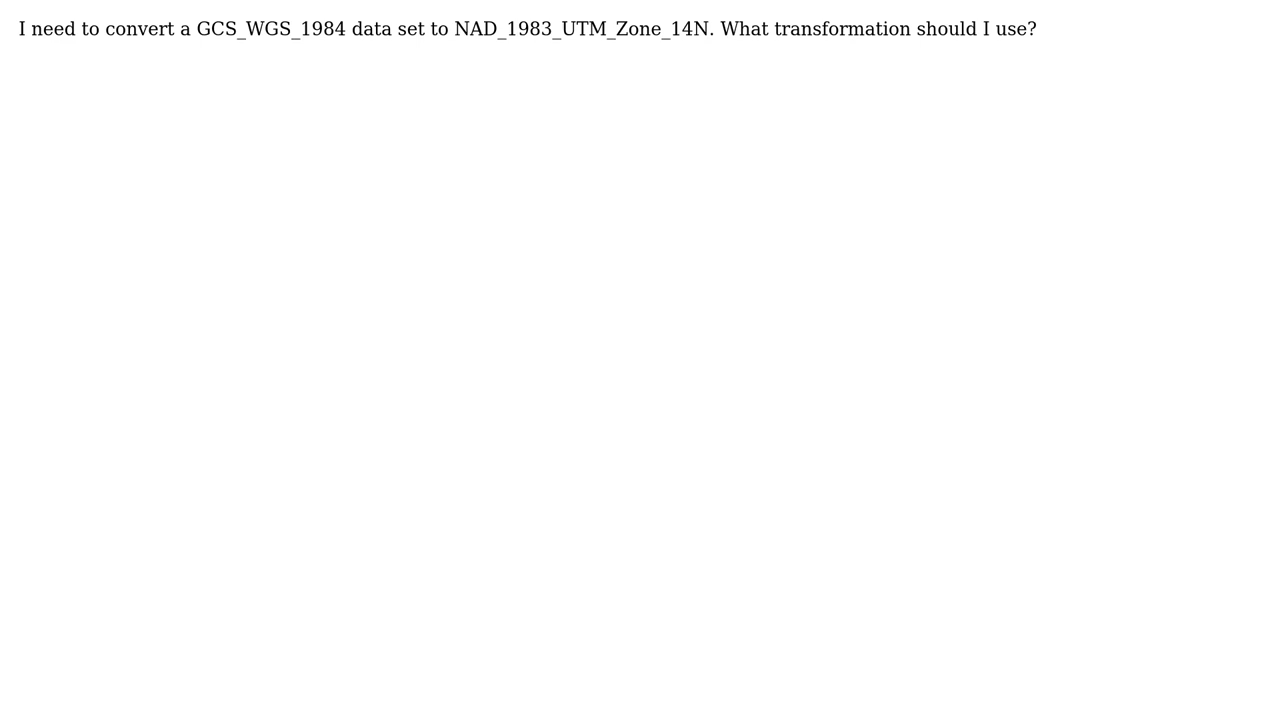 I need to convert a GCS_WGS_1984 data set to NAD_1983_UTM_Zone_14N. What transformation should I use?